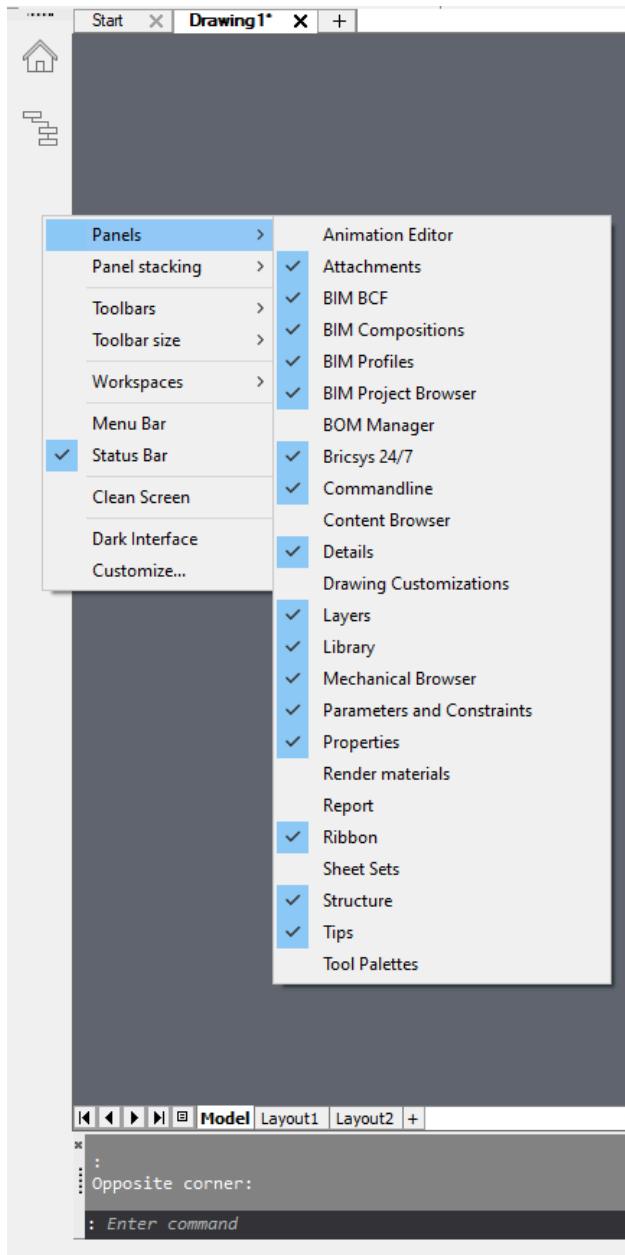 Start
Drawing1*
Panels
Panel stacking
Toolbars
Toolbar size
Workspaces
Menu Bar
Status Bar
Clean Screen
Dark Interface
Customize...
Animation Editor
Attachments
BIM BCF
BIM Compositions
BIM Profiles
BIM Project Browser
BOM Manager
Bricsys 24/7
Commandline
Content Browser
Details
Drawing Customizations
Layers
Library
Mechanical Browser
Parameters and Constraints
Properties
Render materials
Report
Ribbon
Sheet Sets
Structure
Tips
Tool Palettes
Model Layout1 Layout2 +
:
Opposite corner:
: Enter command